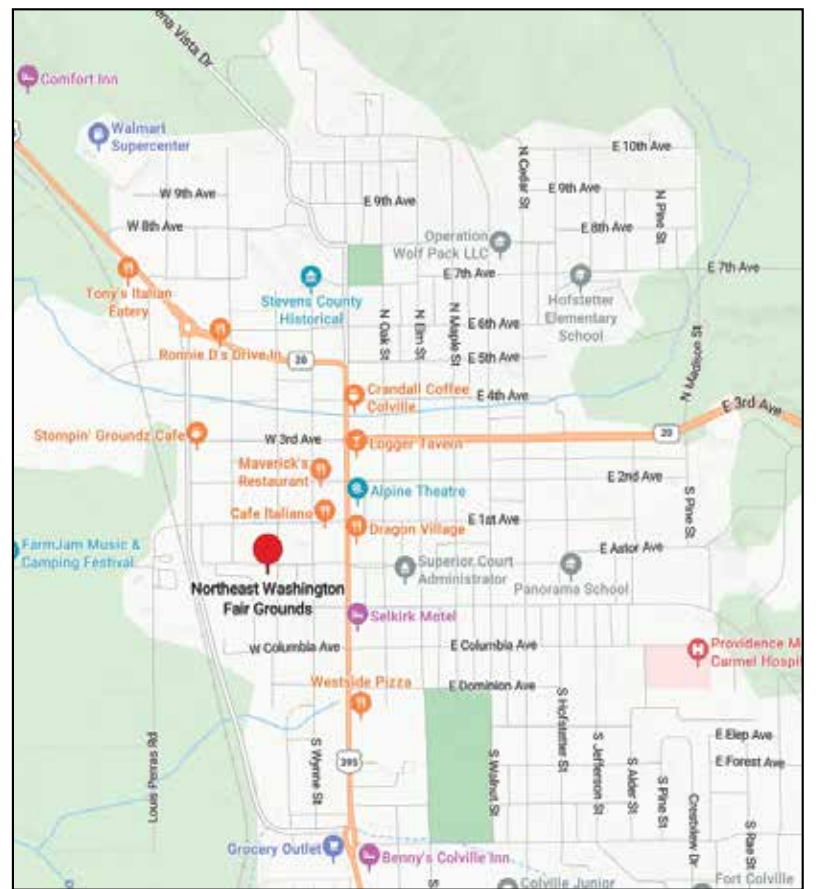 ena Vista Dr
Comfort Inn
Walmart
Supercenter
E 10th Ave
N Cedar St
W 9th Ave
E 9th Ave
E 9th Ave
N Pine St
W 8th Ave
E 8th Ave
Operation
Wolf Pack LLC
E 7th Ave
E 7th Ave
Tony's Italian
Eatery
Stevens County
Historical
Hofstetter
Elementary
School
N Oak St
N Elm St
N Maple St
E 6th Ave
Ronnie D's Drive In
20
E 5th Ave
N Madison St
Crandall Coffee
Colville
E 4th Ave
E 3rd Ave
Stompin' Groundz Cafe
W 3rd Ave
Logger Tavern
20
Maverick's
Restaurant
E 2nd Ave
Alpine Theatre
S Pine St
Cafe Italiano
E 1st Ave
Dragon Village
FarmJam Music &
Camping Festival
E Astor Ave
Superior Court
Administrator
Panorama School
Northeast Washington
Fair Grounds
Selkirk Motel
W Columbia Ave
E Columbia Ave
Providence M
Carmel Hospi
Westside Pizza
E Dominion Ave
S Hofstetter St
Louis Perras Rd
S Wynne St
395
S Walnut St
S Jefferson St
S Alder St
S Pine St
Crestview Dr
E Elep Ave
E Forest Ave
S Rae St
Grocery Outlet
Benny's Colville Inn
Colville Junior
Fort Colville